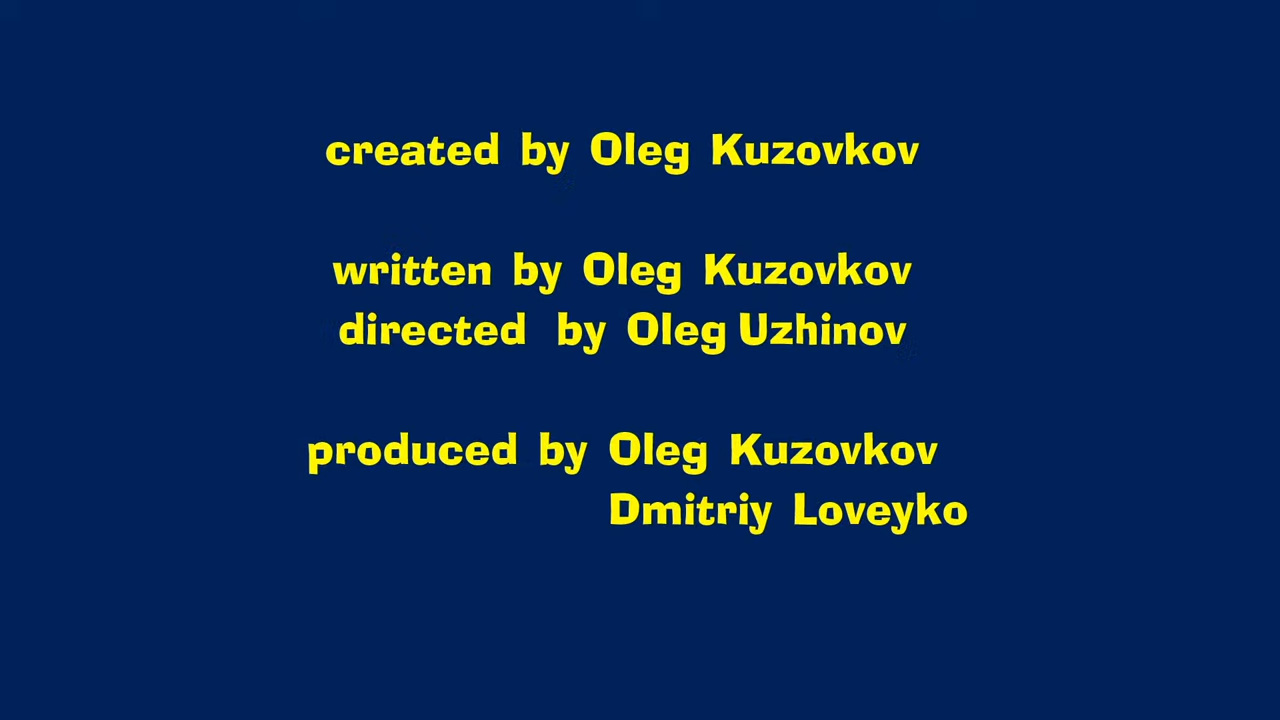 created by Oleg Kuzovkov
written by Oleg Kuzovkov
directed by Oleg Uzhinov
produced by Oleg Kuzovkov
Dmitriy Loveyko